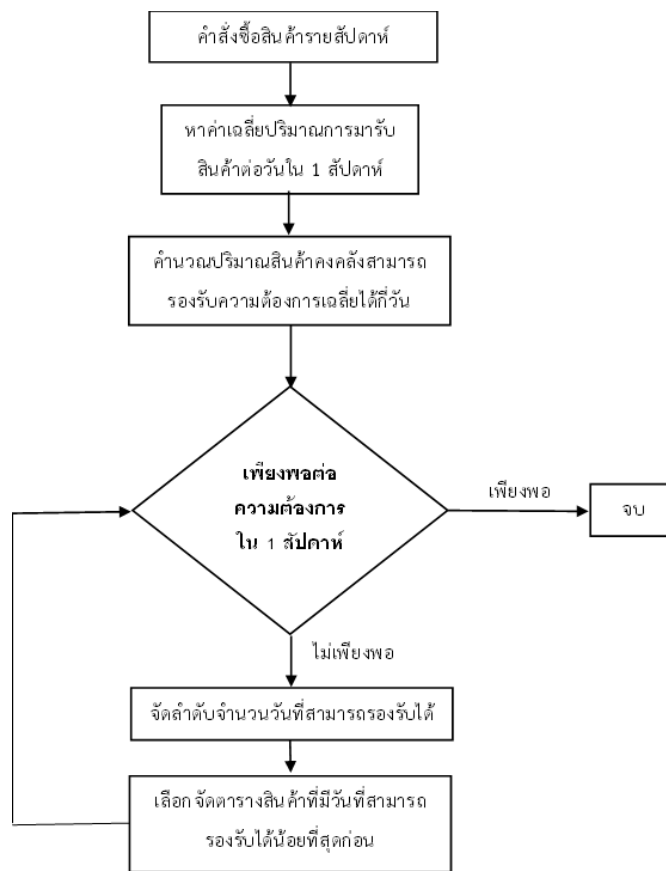 คำสั่งซื้อสินค้ารายสัปดาห์
หาค่าเฉลี่ยปริมาณการมารับ
สินค้าต่อวันใน 1 สัปดาห์
คำนวณปริมาณสินค้าคงคลังสามารถ
รองรับความต้องการเฉลี่ยได้กี่วัน
เพียงพอต่อ
ความต้องการ
ใน 1 สัปดาห์
เพียงพอ
จบ
ไม่เพียงพอ
จัดลำดับจำนวนวันที่สามารถรองรับได้
เลือกจัดตารางสินค้าที่มีวันที่สามารถ
รองรับได้น้อยที่สุดก่อน